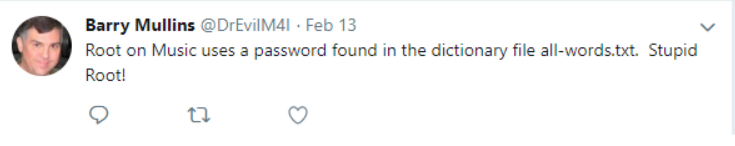 Barry Mullins @DrEvilM4I · Feb 13
Root on Music uses a password found in the dictionary file all-words.txt.  Stupid
Root!